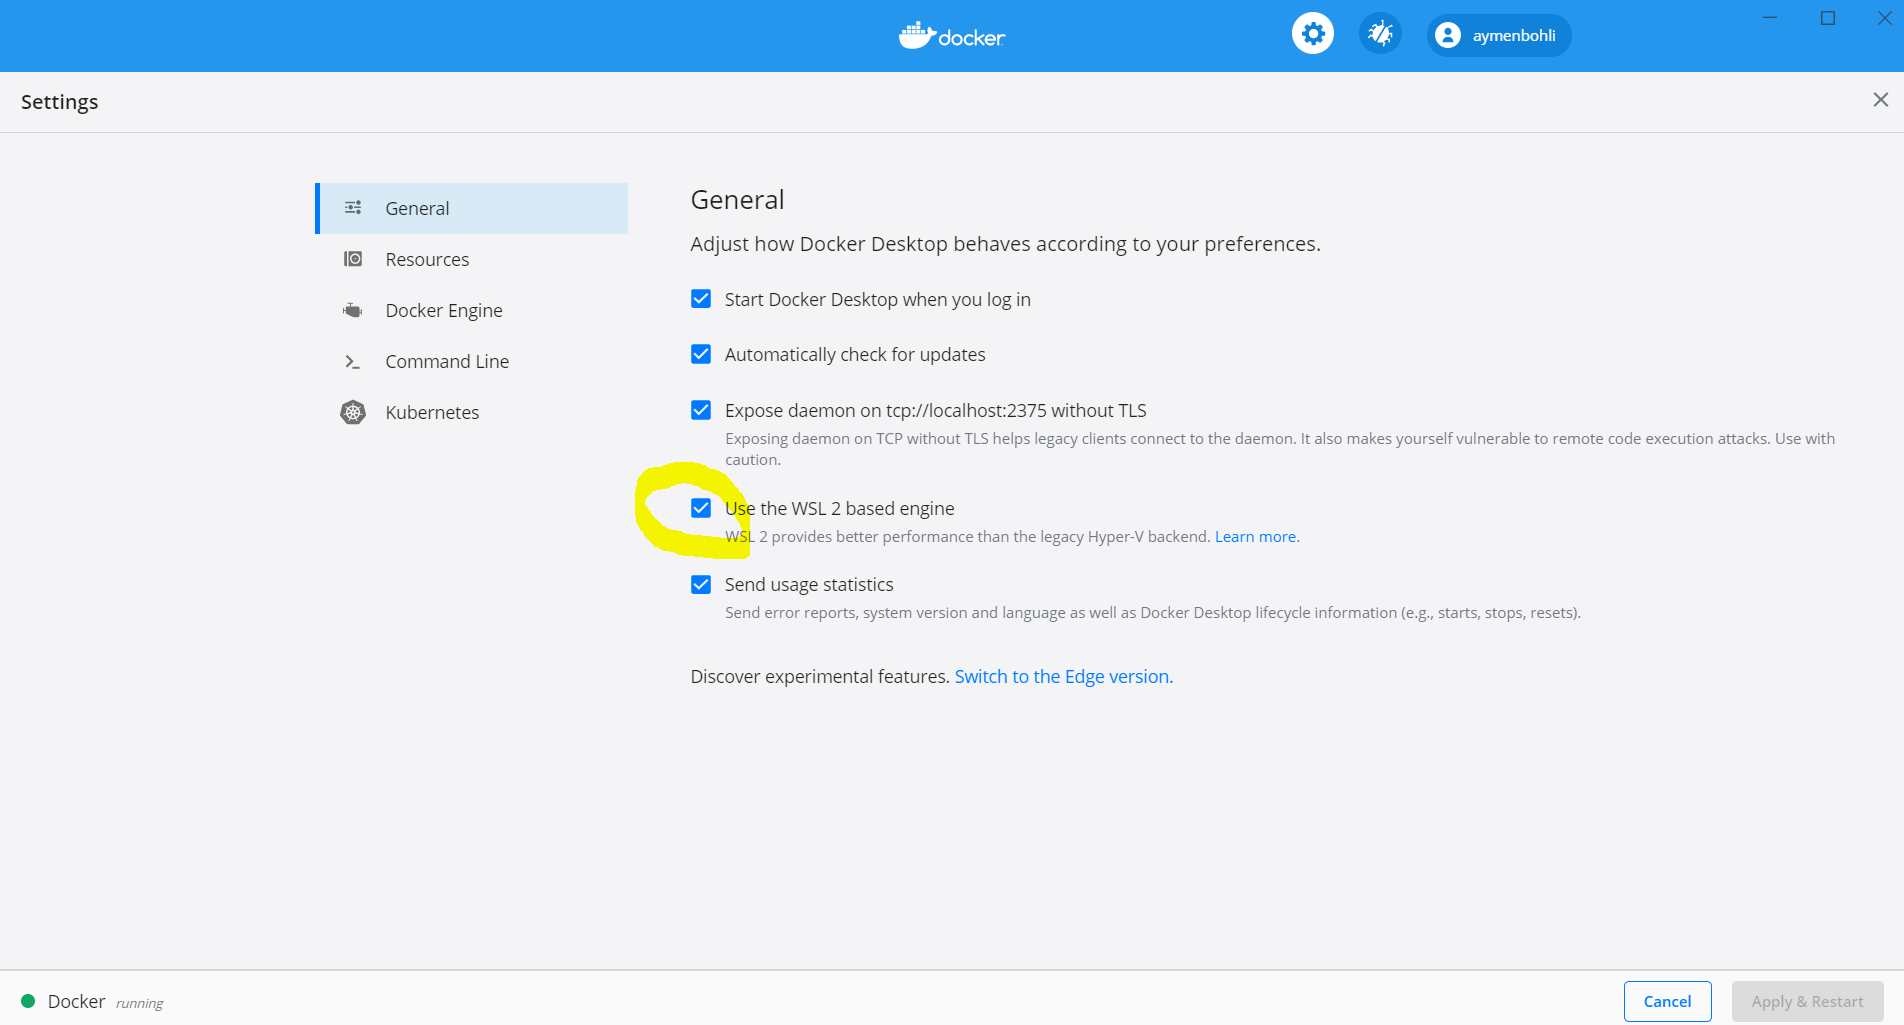 docker
aymenbohli
Settings
General
Resources
Docker Engine
Command Line
Kubernetes
General
Adjust how Docker Desktop behaves according to your preferences.
Start Docker Desktop when you log in
Automatically check for updates
Expose daemon on tcp://localhost:2375 without TLS
Exposing daemon on TCP without TLS helps legacy clients connect to the daemon. It also makes yourself vulnerable to remote code execution attacks. Use with
caution.
Use the WSL 2 based engine
WSL 2 provides better performance than the legacy Hyper-V backend. Learn more.
Send usage statistics
Send error reports, system version and language as well as Docker Desktop lifecycle information (e.g., starts, stops, resets).
Discover experimental features. Switch to the Edge version.
Docker running
Cancel
Apply & Restart